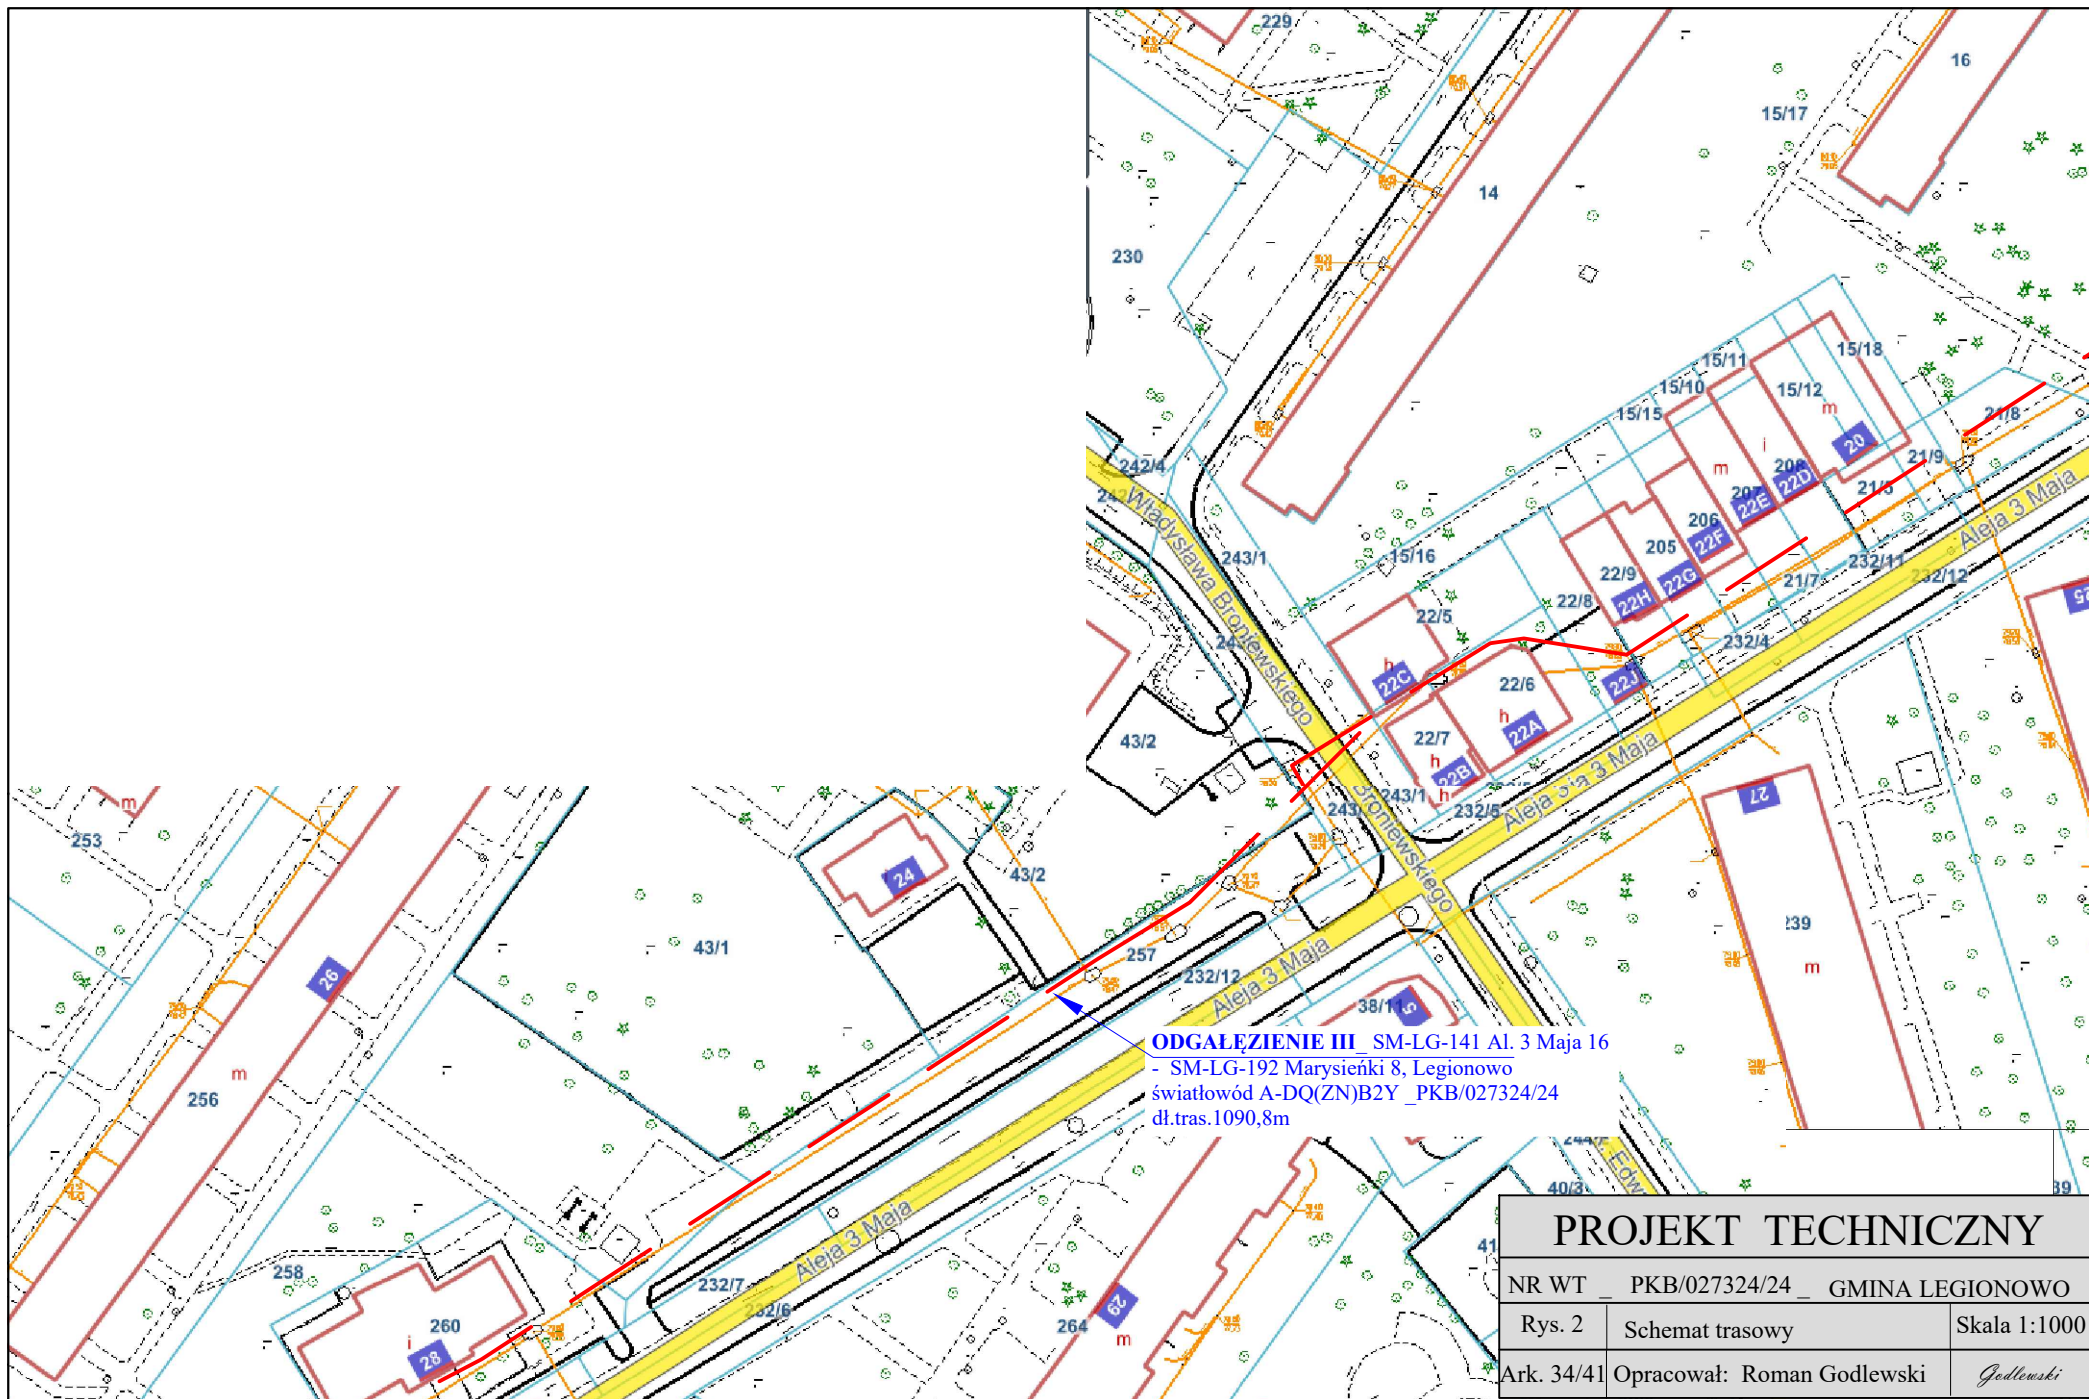 229
16
15/17
14
230
15/11
15/18
15/10
15/12
15/15
m
21/8
20
242/4
Władysława Broniewskiego
m
i
208
22D
21/9
21/5
207
22E
Aleja 3 Maja
206
22F
205
243/1
15/16
22/9
22G
22H
21/7
232/11
232/12
25
22/5
22/8
232/4
h
22C
22/6
22J
h
22A
43/2
22/7
h
22B
h
243/1
232/5
Aleja 3 Maja
27
m
253
Broniewskiego
24
43/2
43/1
26
257
232/12
Aleja 3 Maja
239
m
38/11
5
m
256
ODGAŁĘZIENIE III_ SM-LG-141 Al. 3 Maja 16
- SM-LG-192 Marysieńki 8, Legionowo
światłowód A-DQ(ZN)B2Y _PKB/027324/24
dł.tras.1090,8m
40/3
39
41
Aleja 3 Maja
258
232/7
232/6
29
264
m
260
i
28
PROJEKT TECHNICZNY
NR WT _ PKB/027324/24 _ GMINA LEGIONOWO
Rys. 2 Schemat trasowy Skala 1:1000
Ark. 34/41 Opracował: Roman Godlewski Godlewski